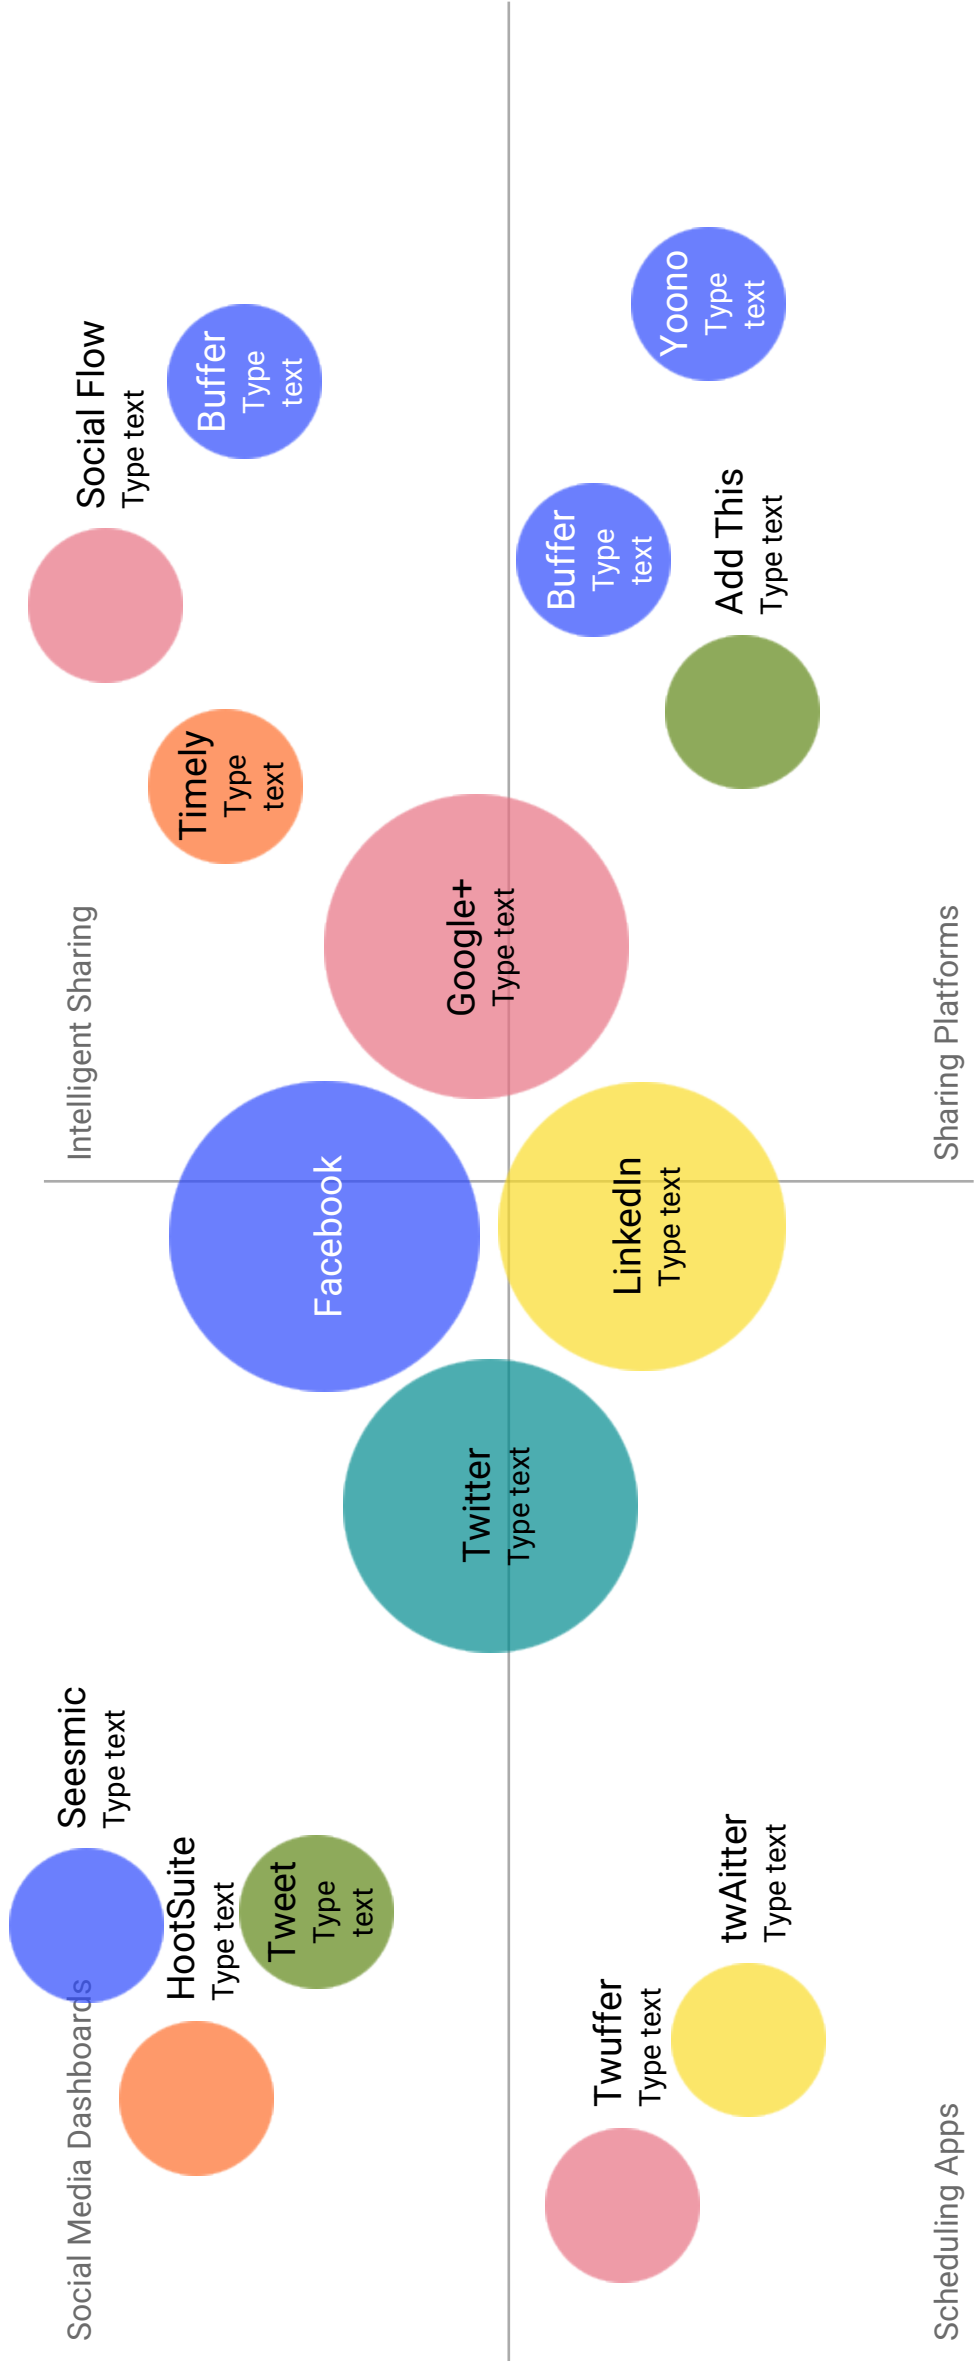 Social Media Dashboards
Seesmic
Type text
HootSuite
Type text
Tweet
Type
text
Intelligent Sharing
Social Flow
Type text
Timely
Type
text
Buffer
Type
text
Facebook
Google+
Type text
Twitter
Type text
LinkedIn
Type text
Twuffer
Type text
twAitter
Type text
Scheduling Apps
Buffer
Type
text
Yoono
Type
text
Add This
Type text
Sharing Platforms